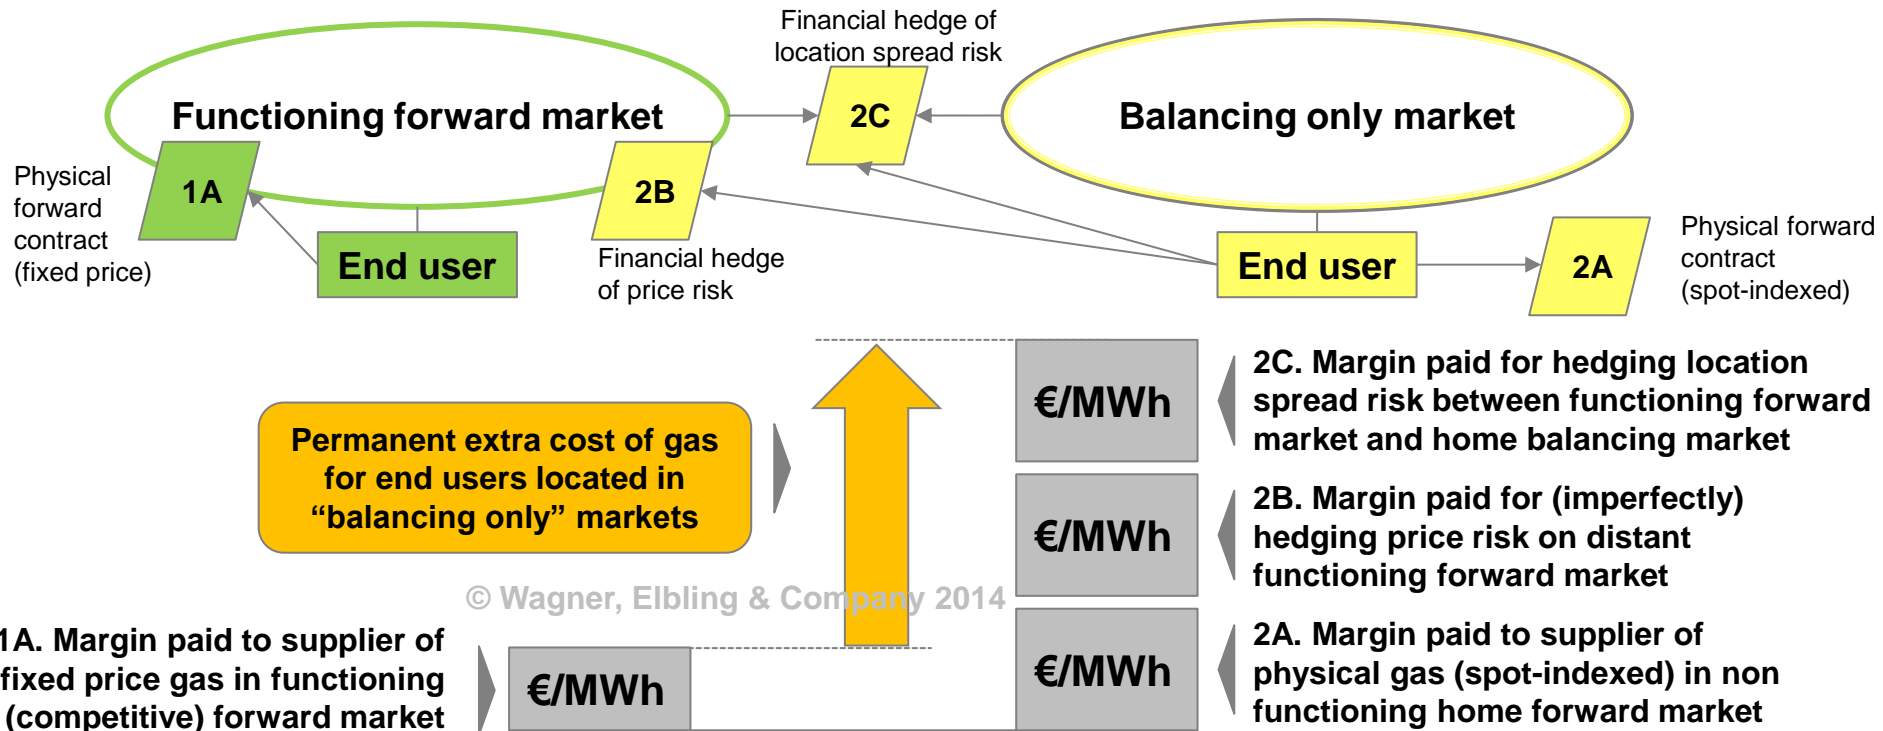 Financial hedge of
location spread risk
Functioning forward market
2C
Balancing only market
Physical
forward
contract
(fixed price)
1A
2B
End user
Financial hedge
of price risk
End user
2A
Physical forward
contract
(spot-indexed)
Permanent extra cost of gas
for end users located in
“balancing only” markets
€/MWh
2C. Margin paid for hedging location
spread risk between functioning forward
market and home balancing market
€/MWh
2B. Margin paid for (imperfectly)
hedging price risk on distant
functioning forward market
© Wagner, Elbling & Company 2014
1A. Margin paid to supplier of
fixed price gas in functioning
(competitive) forward market
€/MWh
€/MWh
2A. Margin paid to supplier of
physical gas (spot-indexed) in non
functioning home forward market